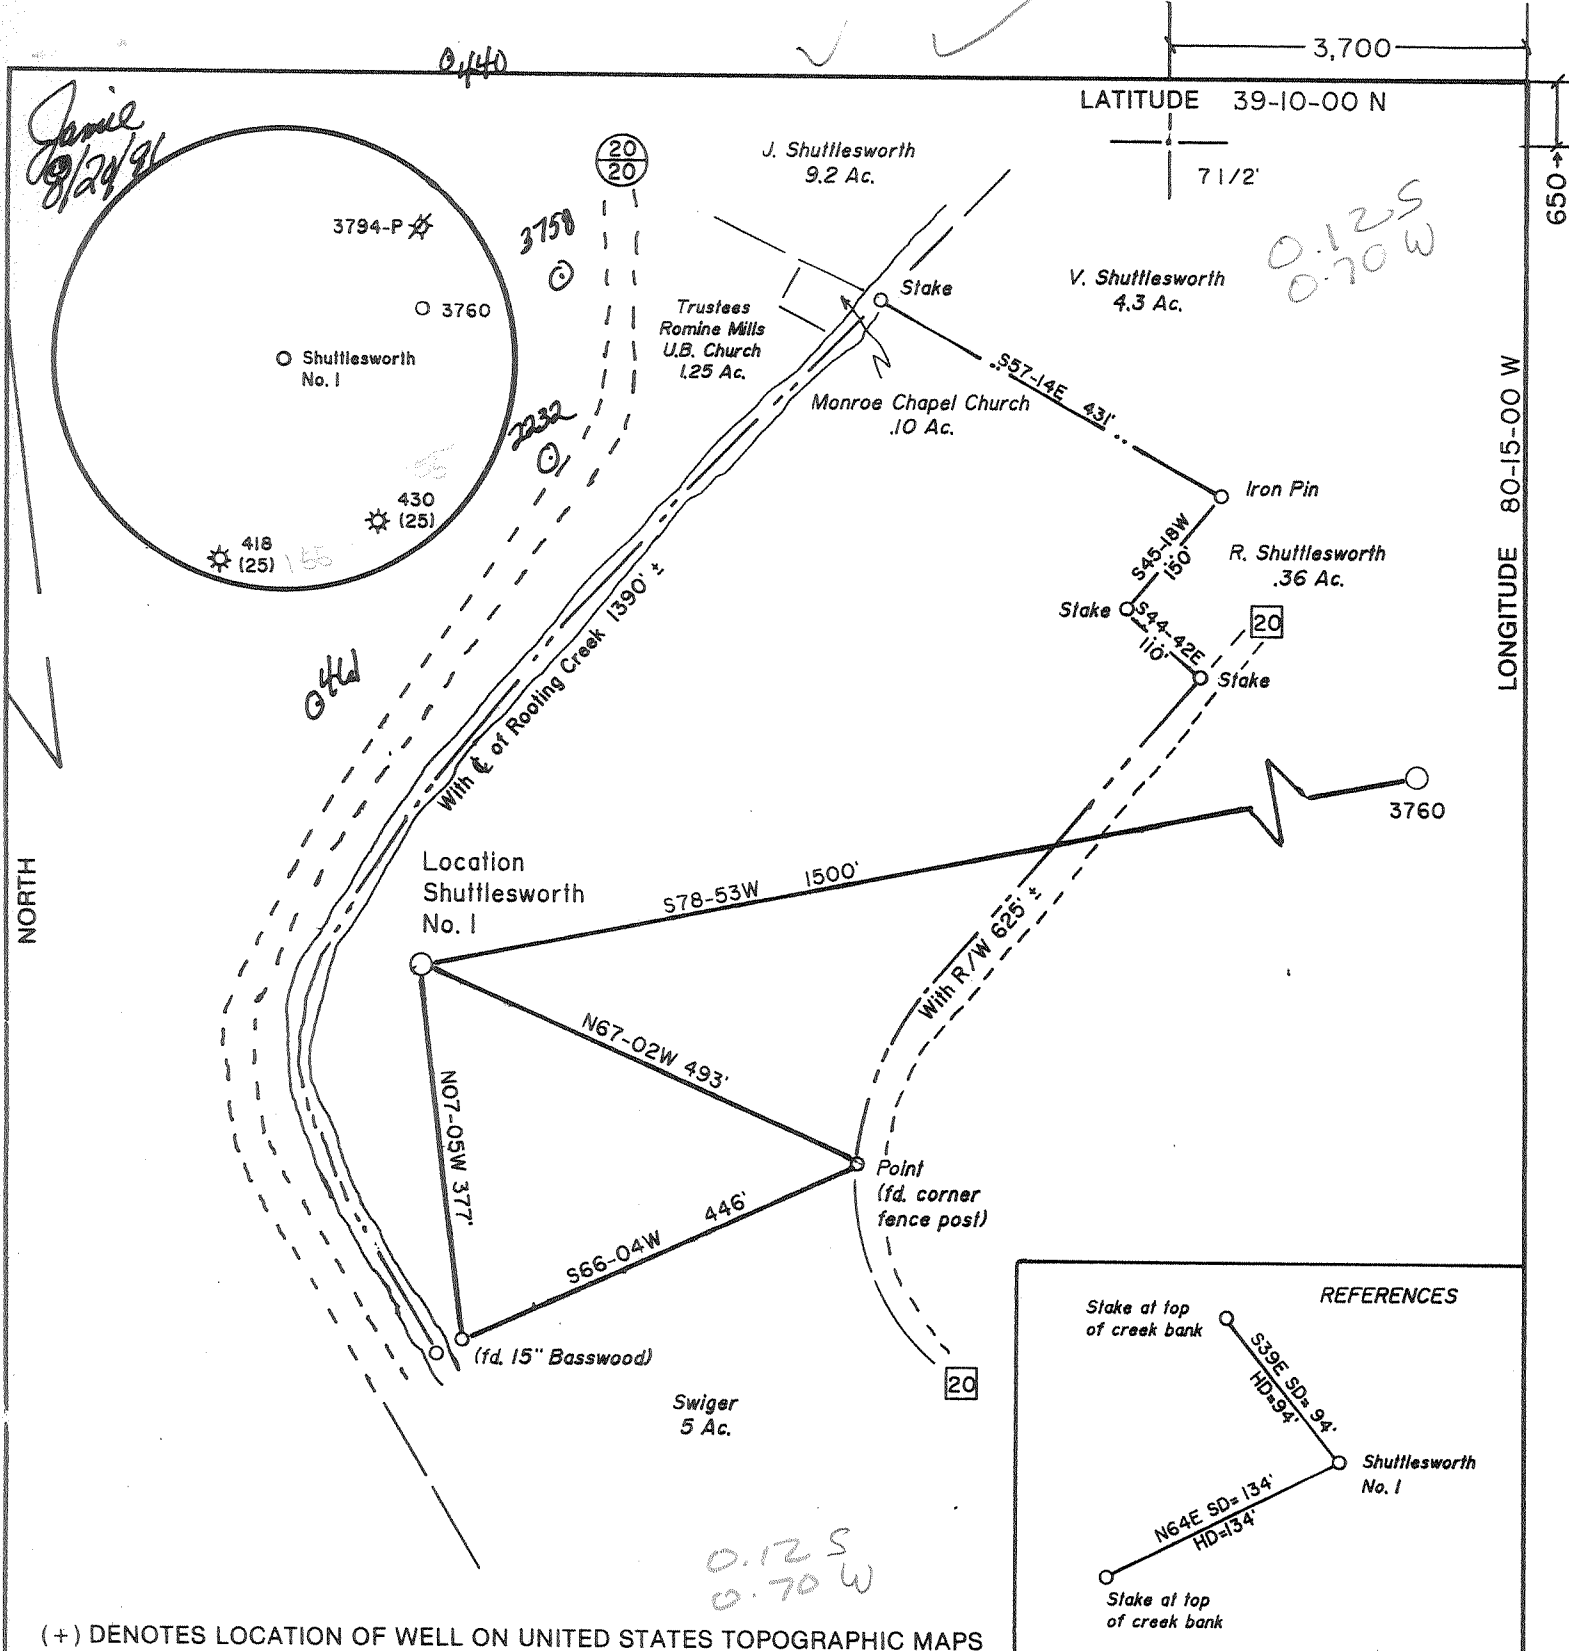 3,700
0440
LATITUDE 39-10-00 N
Jamie
8/29/91
20
20
J. Shuttlesworth
9.2 Ac.
7 1/2'
650
3794-P
3758
0.12 S
0.70 W
V. Shuttlesworth
4.3 Ac.
Stake
3760
Trustees
Romine Mills
U.B. Church
1.25 Ac.
Shuttlesworth
No. 1
S57-14E 431'
Monroe Chapel Church
.10 Ac.
2232
LONGITUDE 80-15-00 W
55
430
(25)
Iron Pin
418
(25)
155
S45-18W
150'
R. Shuttlesworth
.36 Ac.
With ℄ of Rooting Creek 1390' ±
Stake
S44-42E
110'
20
Stake
3760
NORTH
Location
Shuttlesworth
No. 1
S78-53W 1500'
With R/W 625' ±
N67-02W 493'
N07-05W 377'
Point
(fd. corner
fence post)
S66-04W 446'
(fd. 15" Basswood)
20
Swiger
5 Ac.
REFERENCES
Stake at top
of creek bank
S39E SD= 94'
HD=94'
Shuttlesworth
No. 1
N64E SD= 134'
HD=134'
Stake at top
of creek bank
0.12 S
0.70 W
(+) DENOTES LOCATION OF WELL ON UNITED STATES TOPOGRAPHIC MAPS